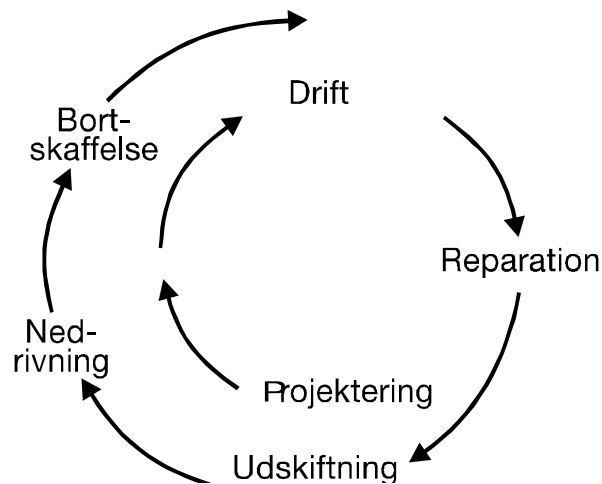 Drift
Bort-
skaffelse
Reparation
Ned-
rivning
Projektering
Udskiftning